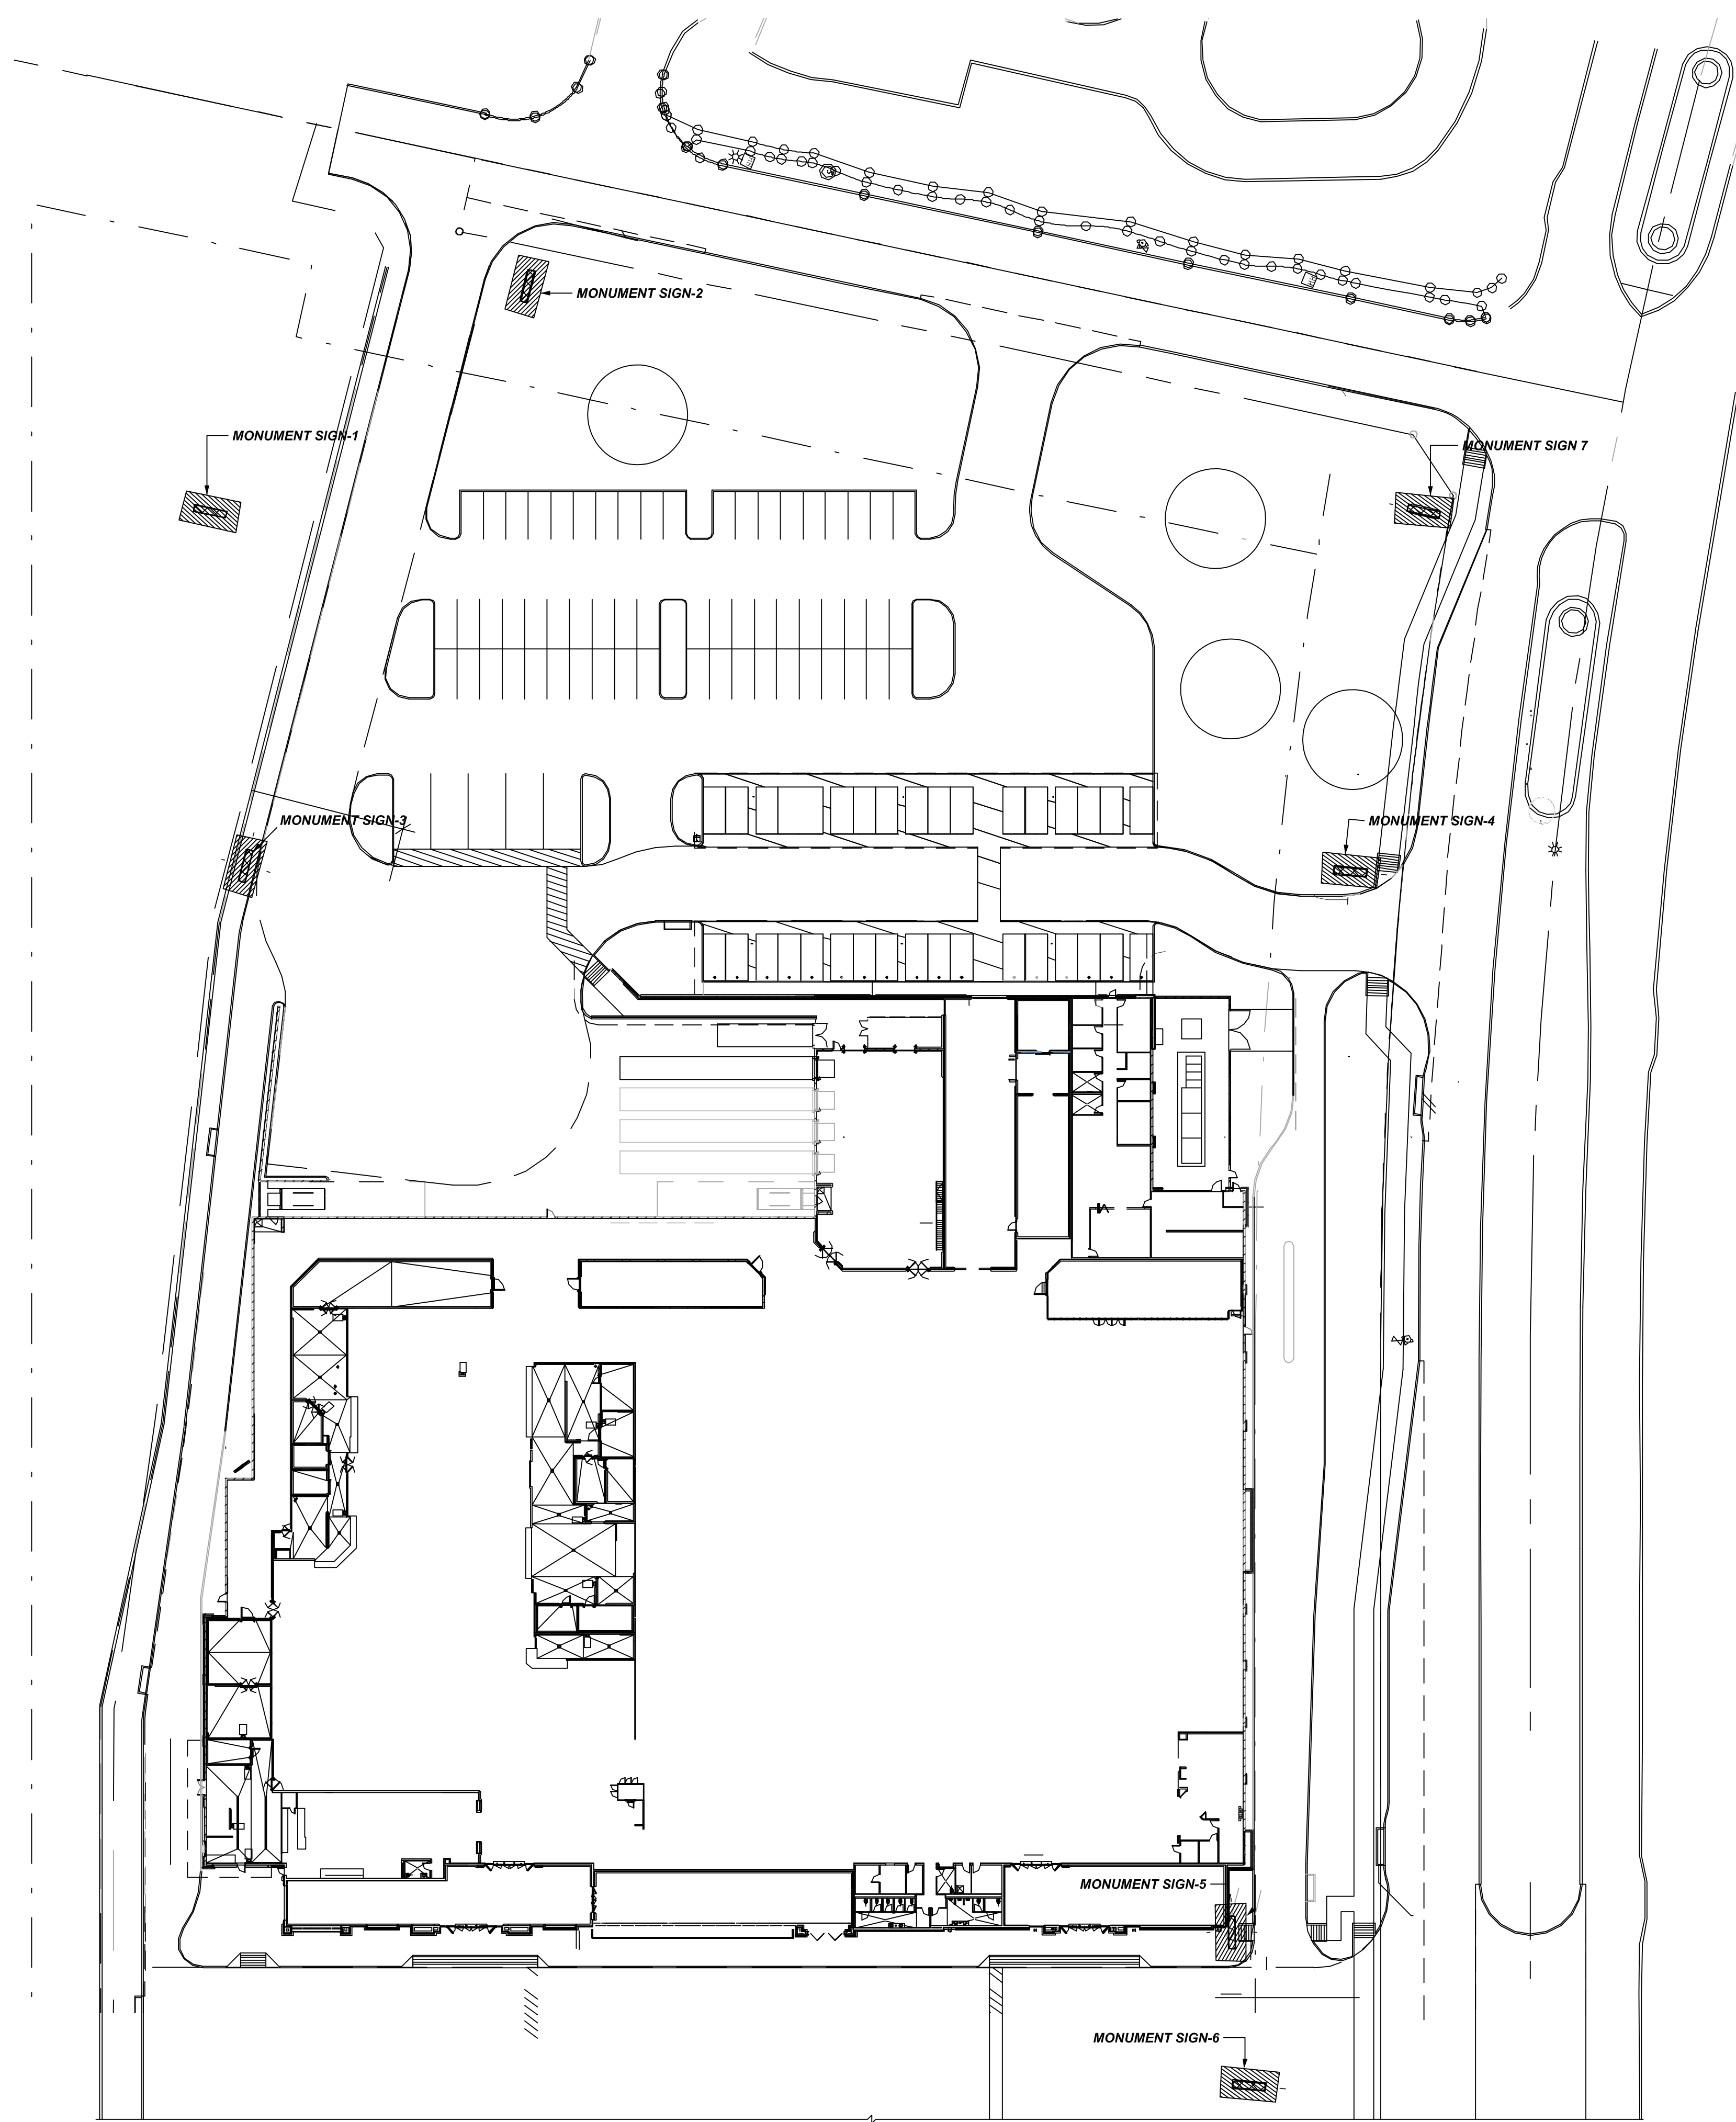 MONUMENT SIGN-2
MONUMENT SIGN-1
MONUMENT SIGN 7
MONUMENT SIGN-3
MONUMENT SIGN-4
MONUMENT SIGN-5
MONUMENT SIGN-6